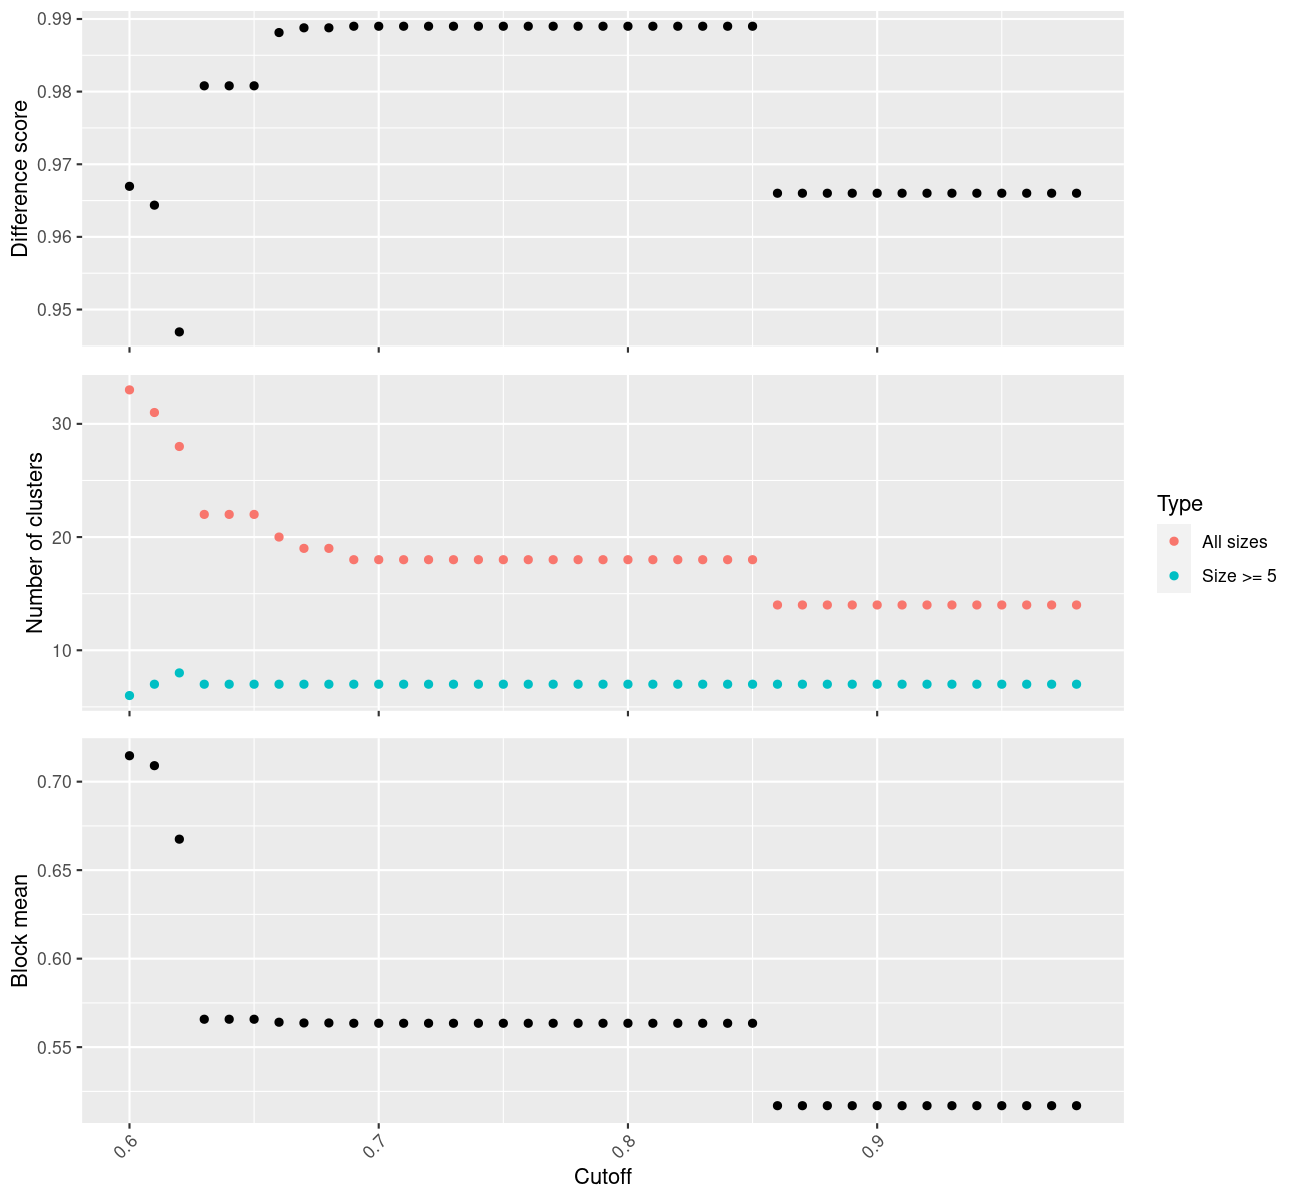 Difference score
0.99
0.98
0.97
0.96
0.95
Number of clusters
30
20
10
Type
All sizes
Size >= 5
Block mean
0.70
0.65
0.60
0.55
0.6
0.7
0.8
0.9
Cutoff